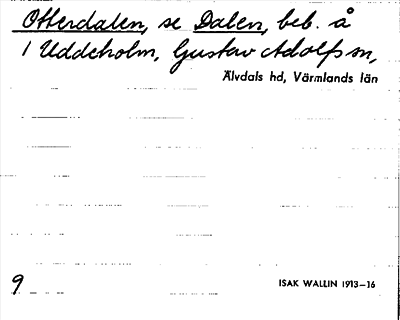 Otterdalen, se Dalen, beb. å
1 Uddeholm, Gustav Adolfs sn,
Älvdals hd, Värmlands län
9
ISAK WALLIN 1913-16